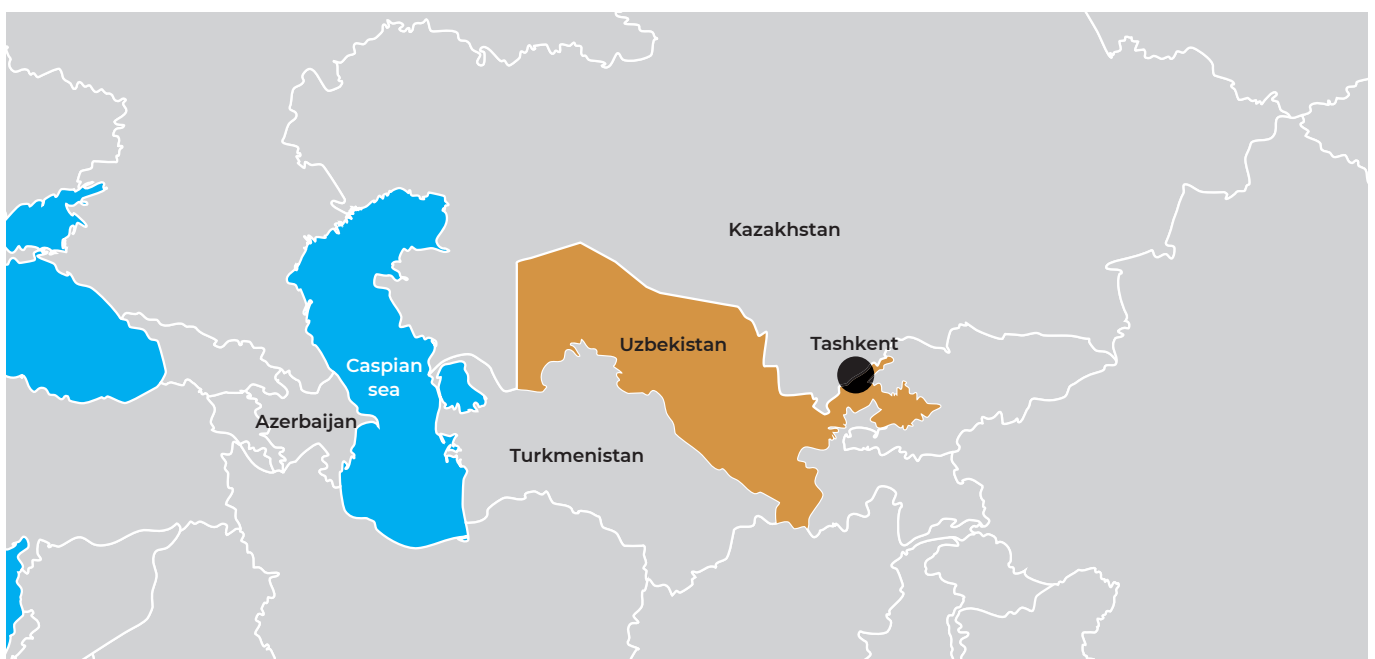 Kazakhstan
Uzbekistan
Tashkent
Caspian
sea
Azerbaijan
Turkmenistan